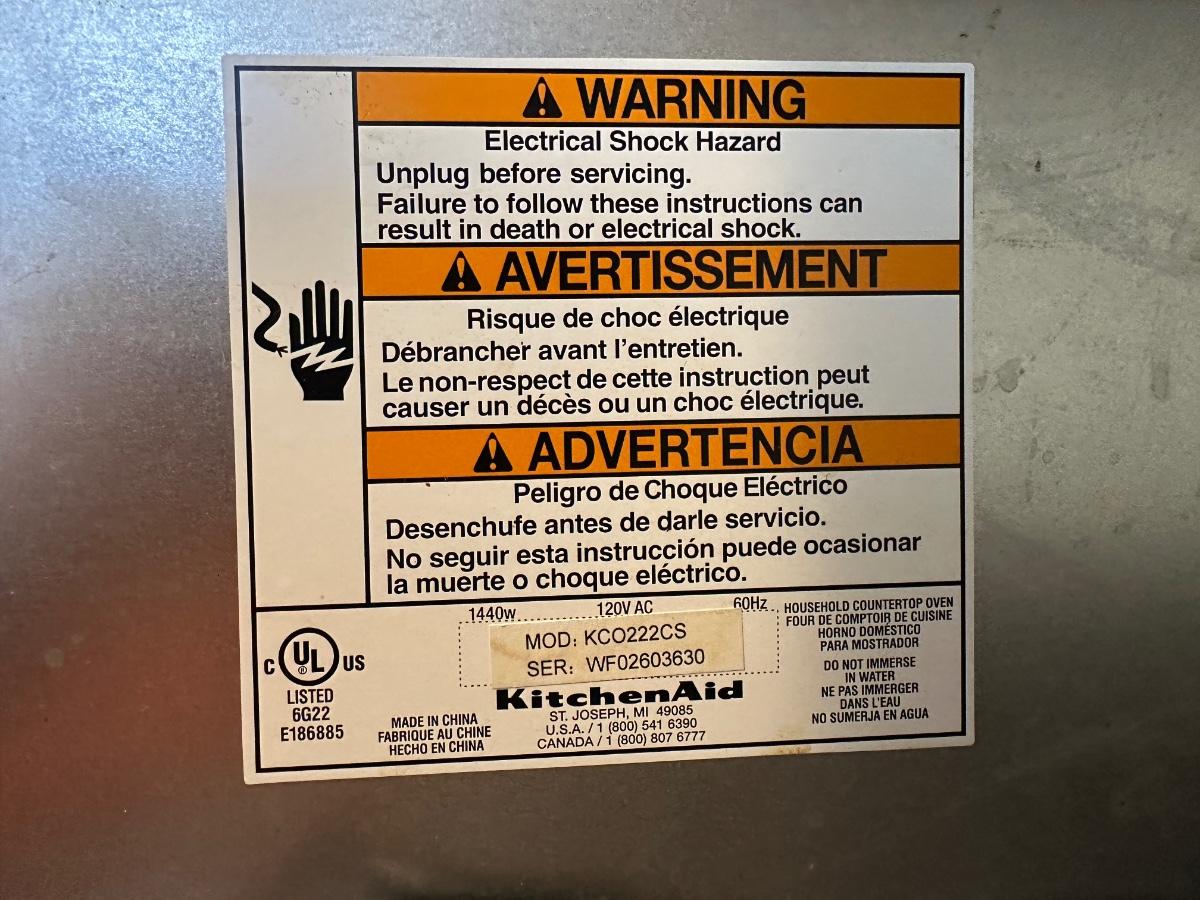 WARNING
Electrical Shock Hazard
Unplug before servicing.
Failure to follow these instructions can
result in death or electrical shock.
AVERTISSEMENT
Risque de choc électrique
Débrancher avant l'entretien.
Le non-respect de cette instruction peut
causer un décès ou un choc électrique.
ADVERTENCIA
Peligro de Choque Eléctrico
Desenchufe antes de darle servicio.
No seguir esta instrucción puede ocasionar
la muerte o choque eléctrico.
1440w 120V AC 60Hz
MOD: KCO222CS
SER: WF02603630
C UL ® US
LISTED
6G22
E186885
MADE IN CHINA
FABRIQUE AU CHINE
HECHO EN CHINA
KitchenAid
ST. JOSEPH, MI 49085
U.S.A. / 1 (800) 541 6390
CANADA / 1 (800) 807 6777
HOUSEHOLD COUNTERTOP OVEN
FOUR DE COMPTOIR DE CUISINE
HORNO DOMÉSTICO
PARA MOSTRADOR
DO NOT IMMERSE
IN WATER
NE PAS IMMERGER
DANS L'EAU
NO SUMERJA EN AGUA